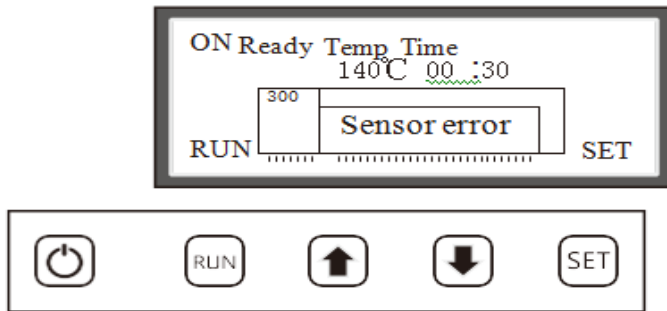 ON Ready Temp Time
140℃ 00 :30
300
Sensor error
RUN SET
RUN SET